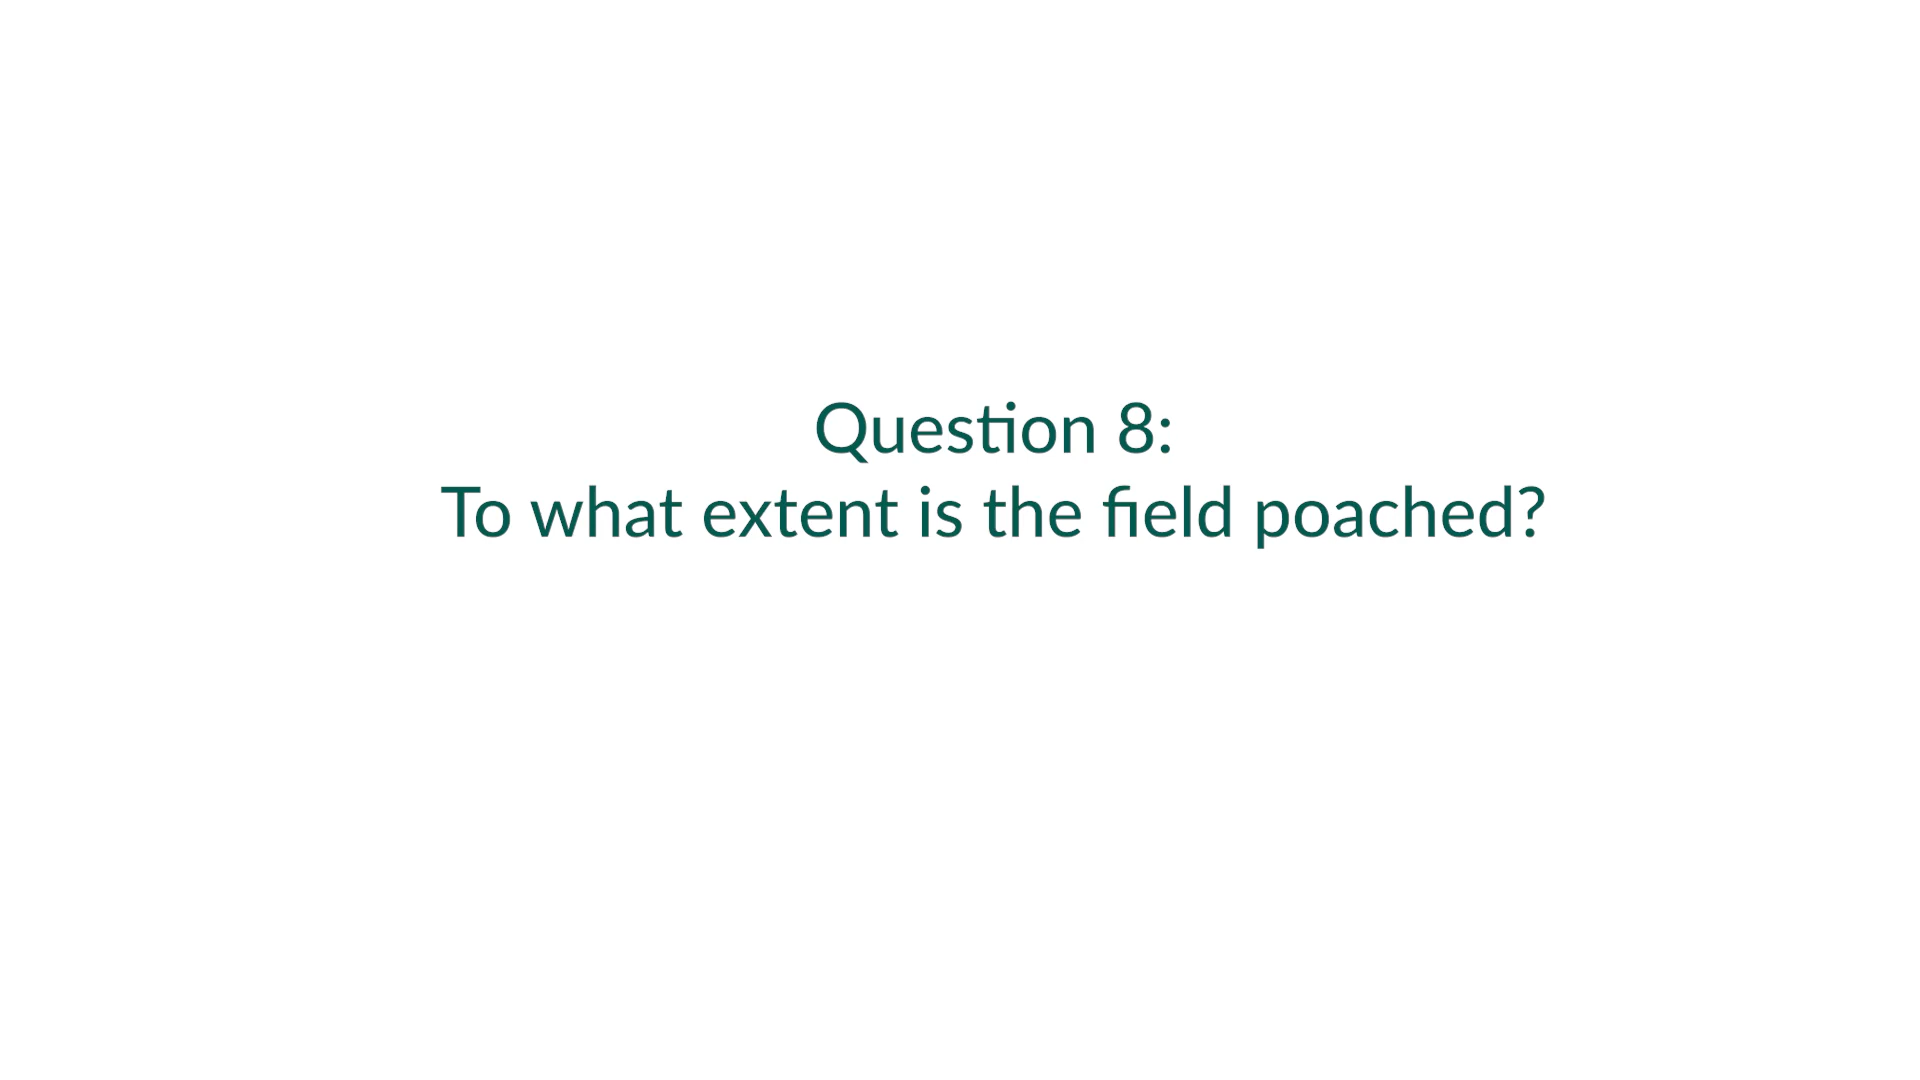 Question 8:
To what extent is the field poached?